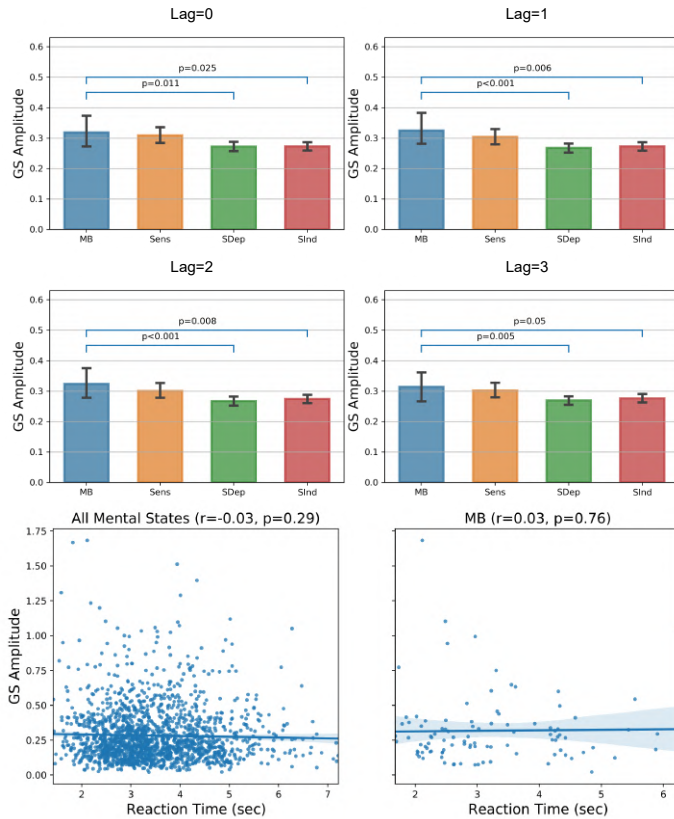 Lag=0
Lag=1
0.6
0.5
0.4
0.3
0.2
0.1
0.0
GS Amplitude
p=0.025
p=0.011
MB
Sens
SDep
SInd
0.6
0.5
0.4
0.3
0.2
0.1
0.0
GS Amplitude
p=0.006
p<0.001
MB
Sens
SDep
SInd
Lag=2
Lag=3
0.6
0.5
0.4
0.3
0.2
0.1
0.0
GS Amplitude
p=0.008
p<0.001
MB
Sens
SDep
SInd
0.6
0.5
0.4
0.3
0.2
0.1
0.0
GS Amplitude
p=0.05
p=0.005
MB
Sens
SDep
SInd
All Mental States (r=-0.03, p=0.29)
1.75
1.50
1.25
1.00
0.75
0.50
0.25
0.00
GS Amplitude
2 3 4 5 6 7
Reaction Time (sec)
MB (r=0.03, p=0.76)
2 3 4 5 6
Reaction Time (sec)